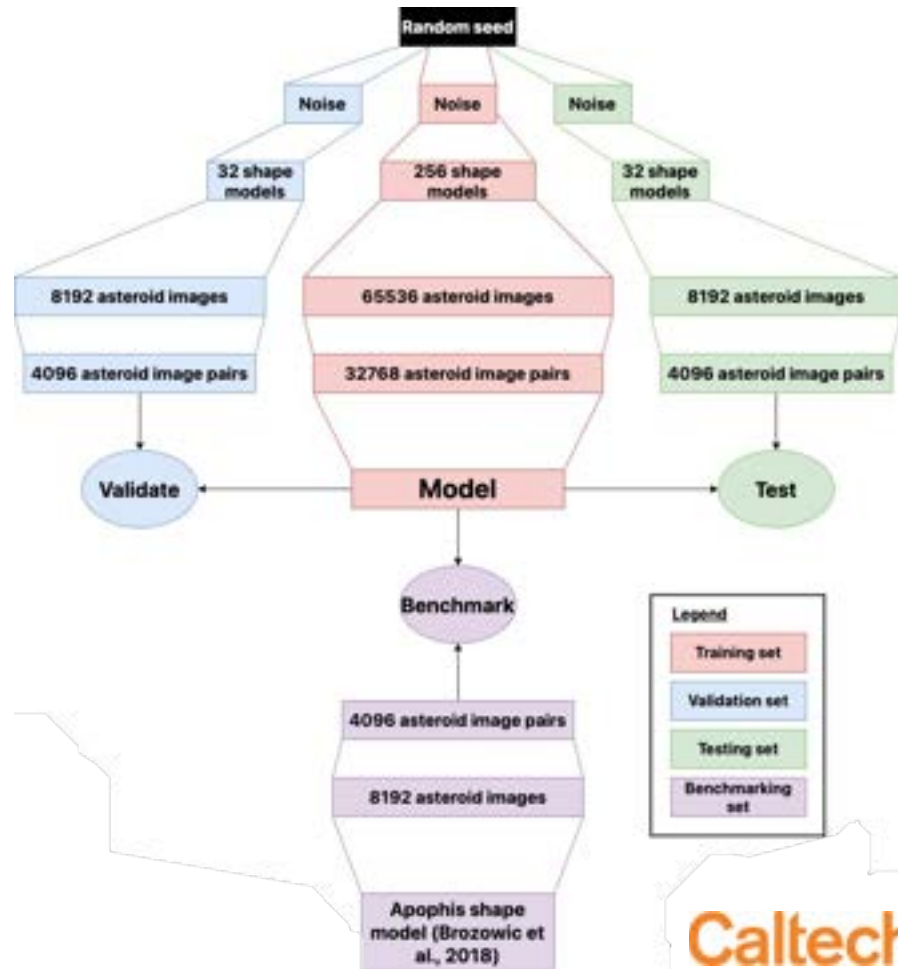 Random seed
Noise
Noise
Noise
32 shape
models
256 shape
models
32 shape
models
8192 asteroid images
65536 asteroid images
8192 asteroid images
4096 asteroid image pairs
32768 asteroid image pairs
4096 asteroid image pairs
Validate
Model
Test
Benchmark
Legend
Training set
Validation set
Testing set
Benchmarking
set
4096 asteroid image pairs
8192 asteroid images
Apophis shape
model (Brozowic et
al., 2018)
Caltech